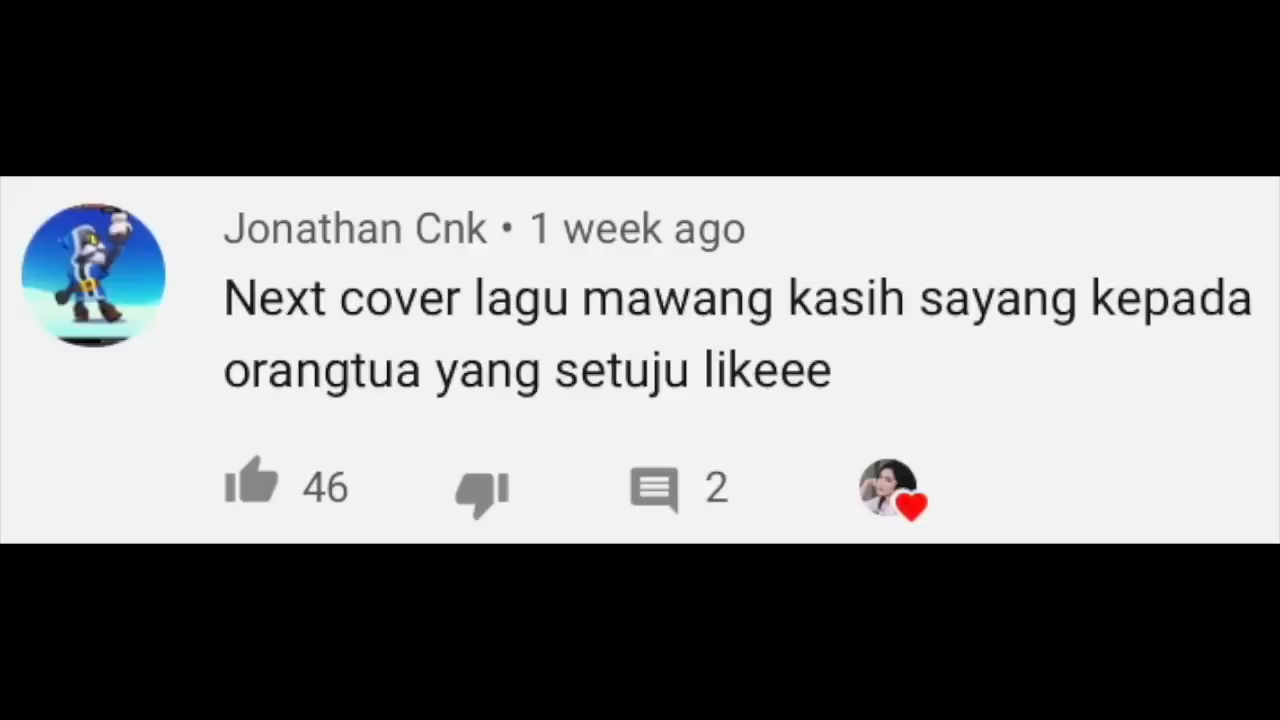 Jonathan Cnk • 1 week ago
Next cover lagu mawang kasih sayang kepada
orangtua yang setuju likeee
46 2